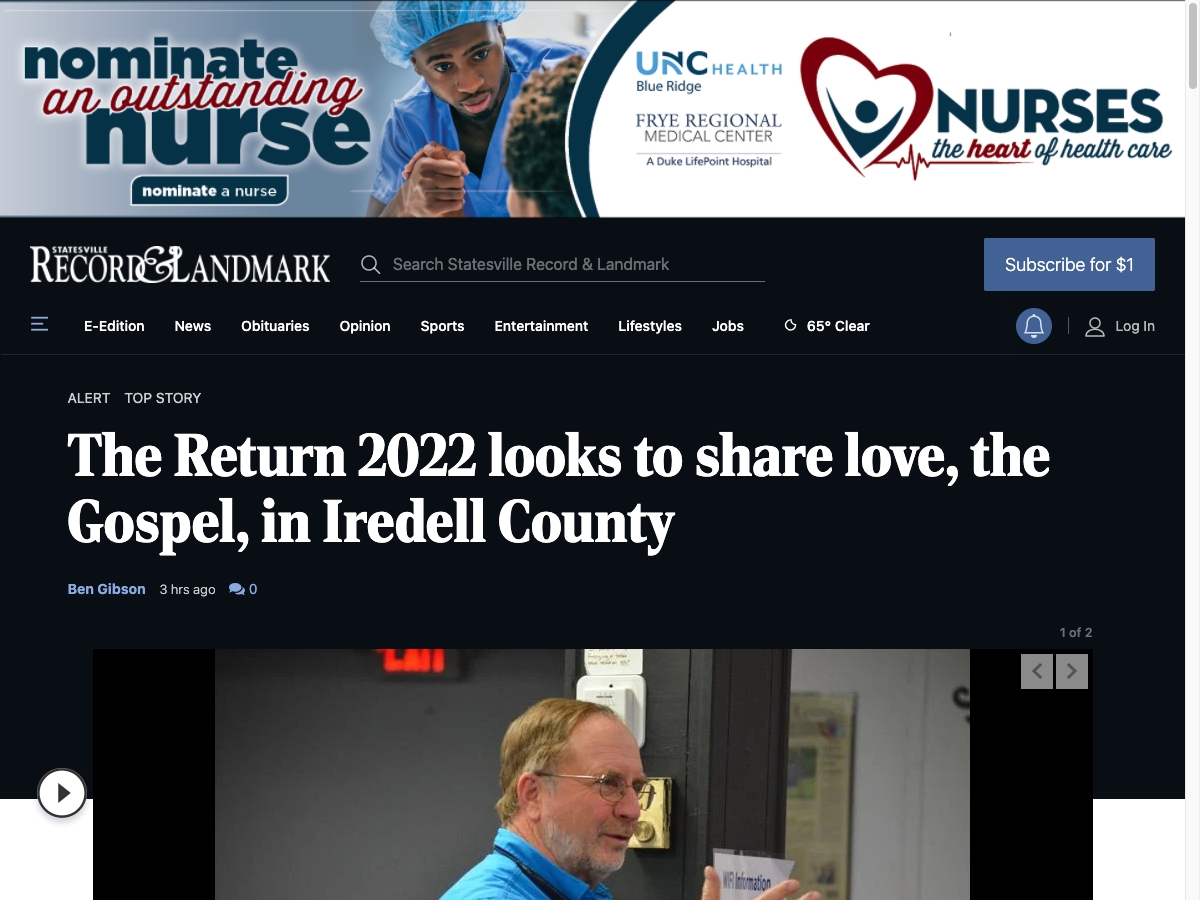 nominate
an outstanding
nurse
nominate a nurse
UNC HEALTH
Blue Ridge
FRYE REGIONAL
MEDICAL CENTER
A Duke LifePoint Hospital
NURSES
the heart of health care
STATESVILLE
RECORD & LANDMARK
Search Statesville Record & Landmark
Subscribe for $1
E-Edition News Obituaries Opinion Sports Entertainment Lifestyles Jobs 65° Clear
Log In
ALERT TOP STORY
The Return 2022 looks to share love, the
Gospel, in Iredell County
Ben Gibson 3 hrs ago 0
1 of 2
EXIT
WIFI Information